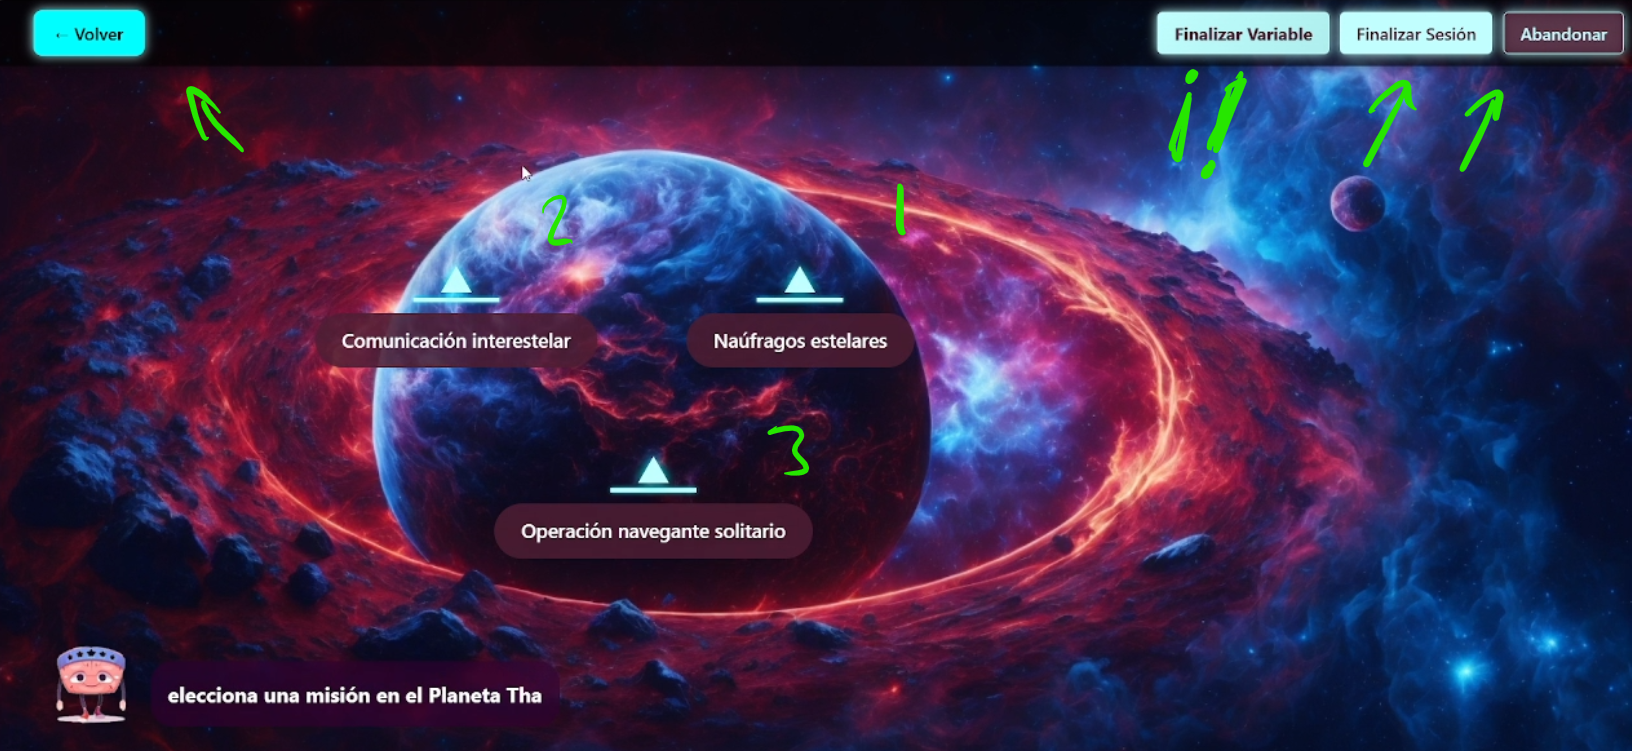 ← Volver
Finalizar Variable
Finalizar Sesión
Abandonar
¡!
2
1
Comunicación interestelar
Naúfragos estelares
3
Operación navegante solitario
elecciona una misión en el Planeta Tha